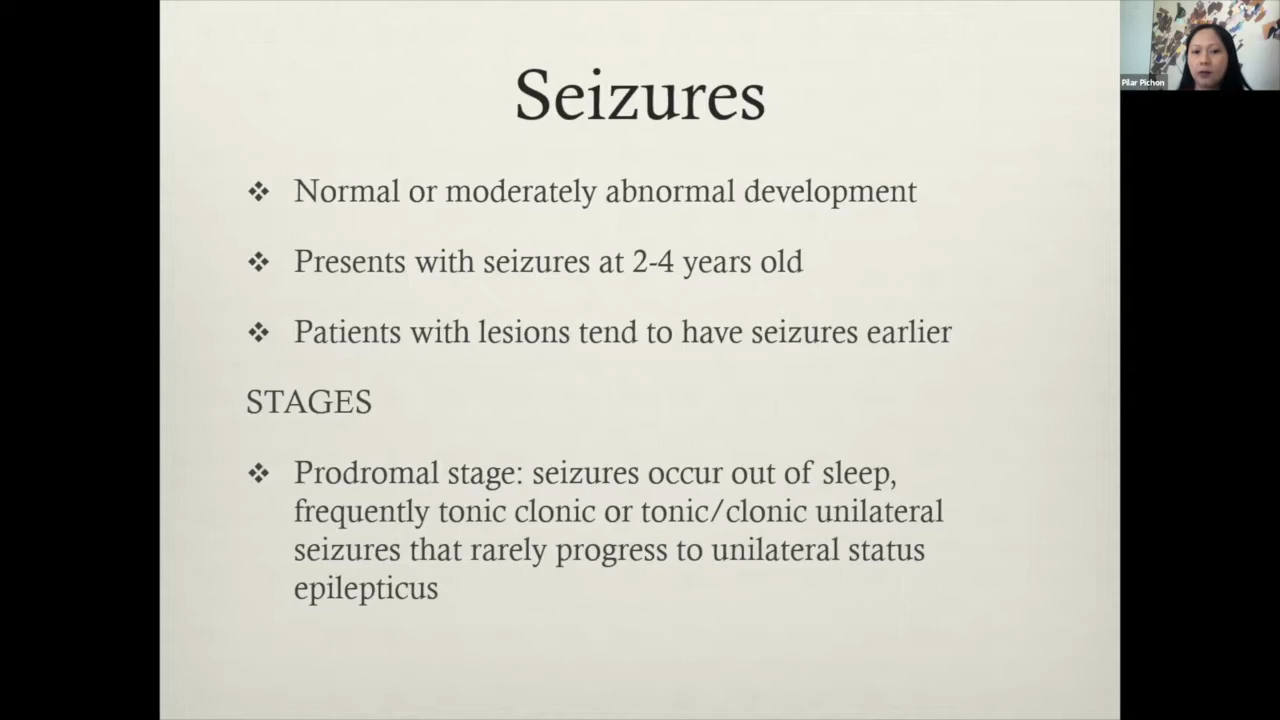 Seizures
❖ Normal or moderately abnormal development
❖ Presents with seizures at 2-4 years old
❖ Patients with lesions tend to have seizures earlier
STAGES
❖ Prodromal stage: seizures occur out of sleep,
frequently tonic clonic or tonic/clonic unilateral
seizures that rarely progress to unilateral status
epilepticus
Pilar Pichon